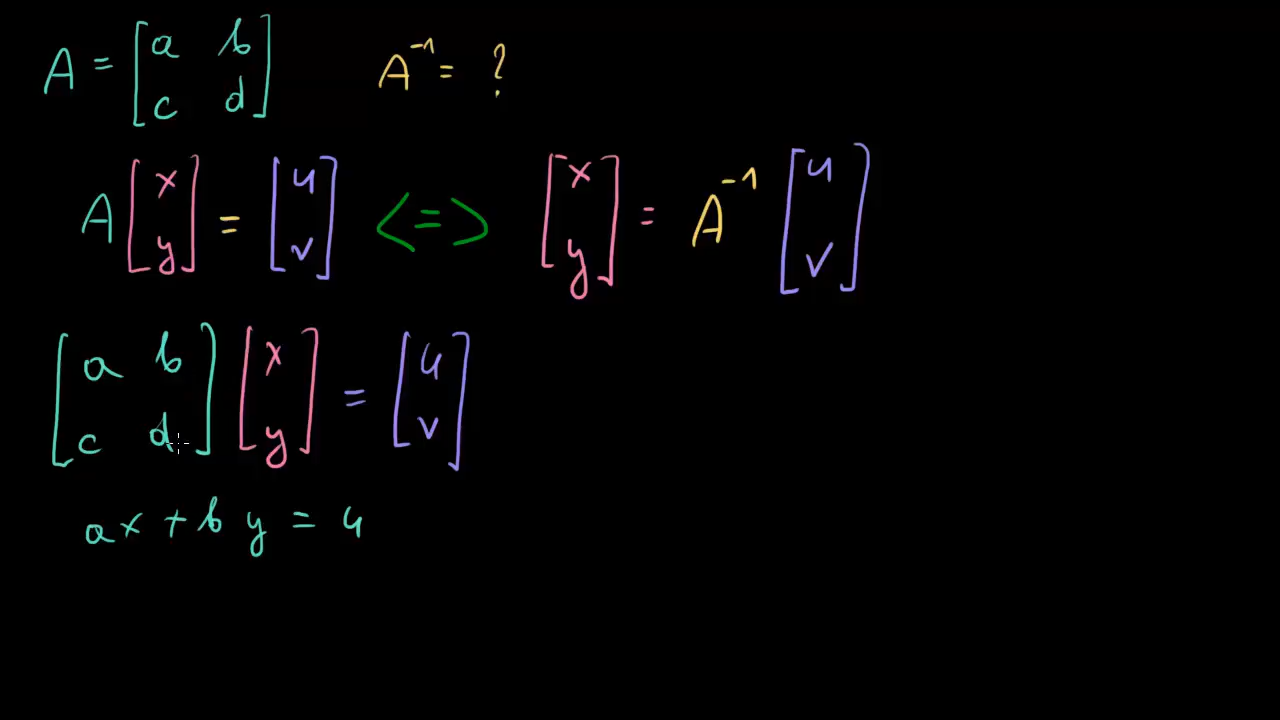 A = [a b; c d]   A⁻¹ = ?
A [x; y] = [u; v] <=> [x; y] = A⁻¹ [u; v]
[a b; c d] [x; y] = [u; v]
ax + by = u